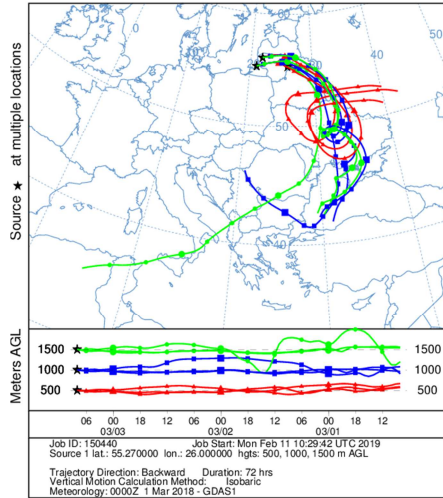 Source ★ at multiple locations
0
50
50
40
Meters AGL
1500
1000
500
1500
1000
500
06 00 18 12 06 00 18 12 06 00 18 12
03/03 03/02 03/01
Job ID: 150440 Job Start: Mon Feb 11 10:29:42 UTC 2019
Source 1 lat.: 55.270000 lon.: 26.000000 hgts: 500, 1000, 1500 m AGL
Trajectory Direction: Backward Duration: 72 hrs
Vertical Motion Calculation Method: Isobaric
Meteorology: 0000Z 1 Mar 2018 - GDAS1